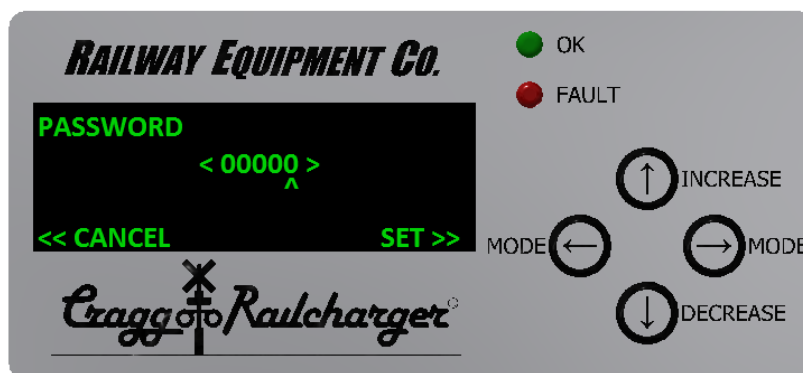 RAILWAY EQUIPMENT CO.
OK
FAULT
PASSWORD
< 00000 >
^
<< CANCEL
SET >>
INCREASE
MODE
MODE
DECREASE
Cragg Railcharger